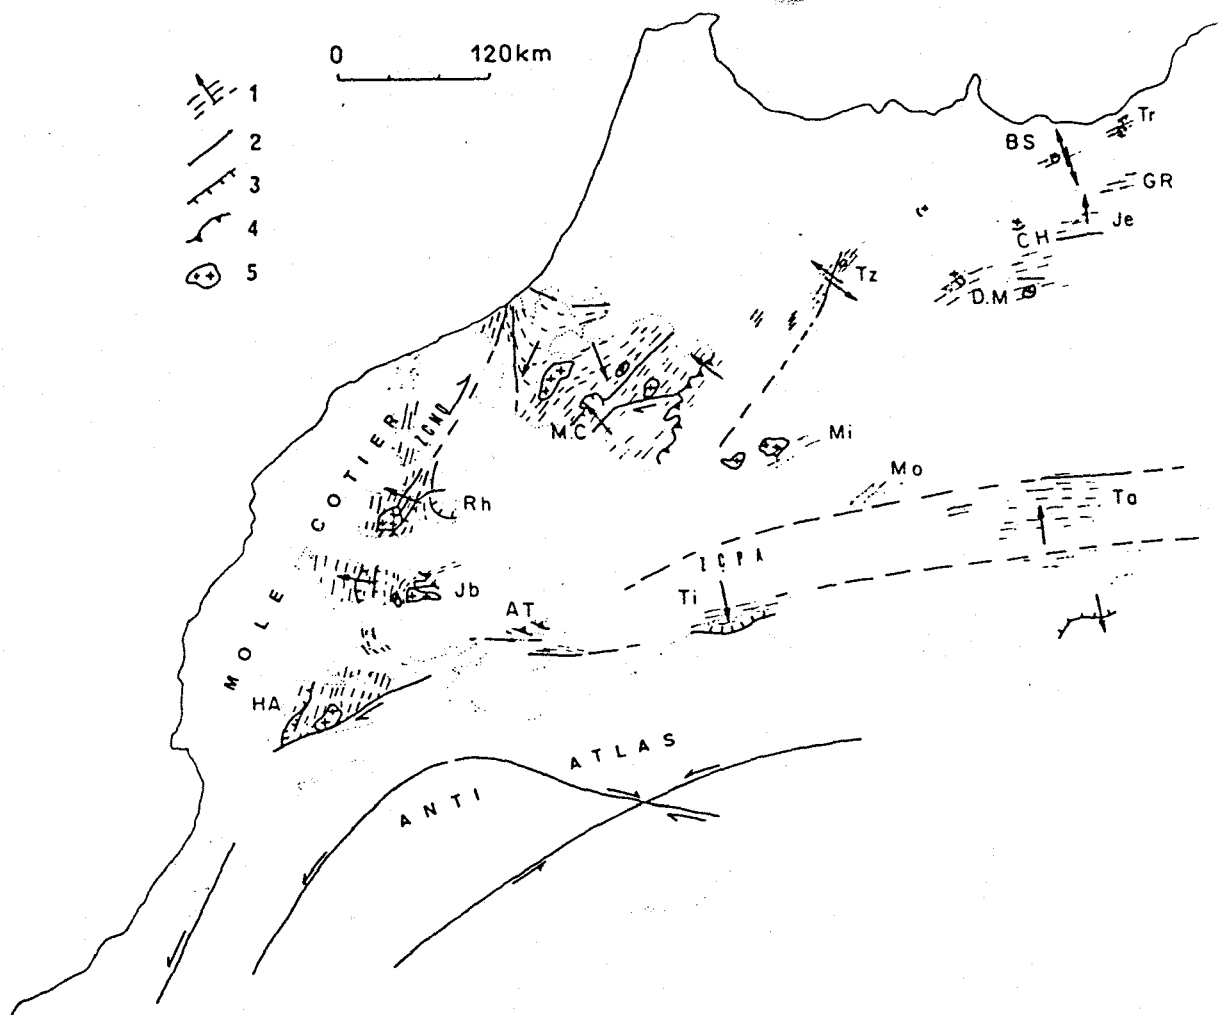 0 120km
1
2
3
4
5
Tr
BS
GR
Je
CH
Tz
D.M
ZCNO
M.C
Mi
Mo
MOLE COTIER
Rh
Ta
ZCPA
Jb
Ti
AT
HA
ANTI ATLAS